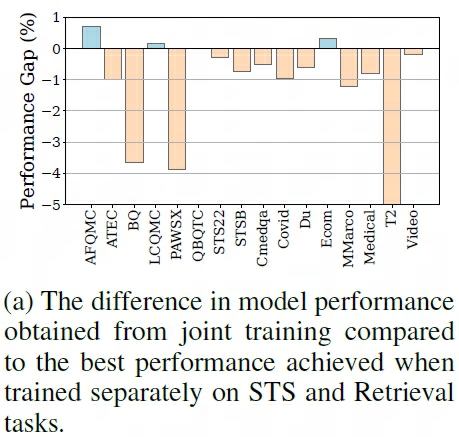 Performance Gap (%)
1
0
−1
−2
−3
−4
−5
AFQMC
ATEC
BQ
LCQMC
PAWSX
QBQTC
STS22
STSB
Cmedqa
Covid
Du
Ecom
MMarco
Medical
T2
Video
(a) The difference in model performance
obtained from joint training compared
to the best performance achieved when
trained separately on STS and Retrieval
tasks.